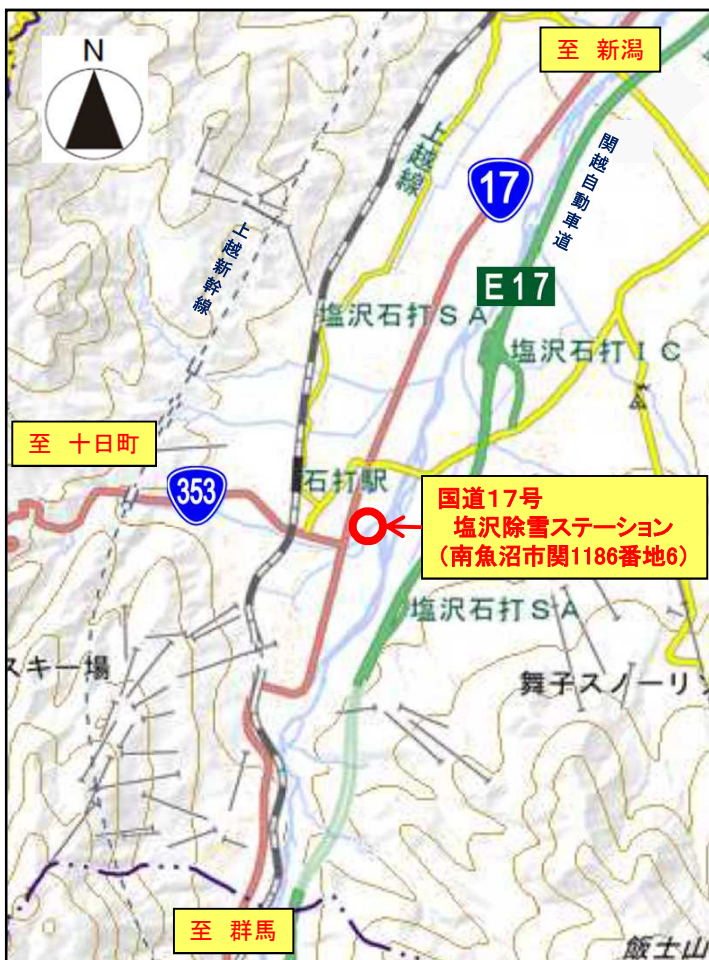 N
至 新潟
上越線
関越自動車道
17
上越新幹線
E17
塩沢石打ＳＡ
塩沢石打ＩＣ
至 十日町
353
石打駅
国道17号
塩沢除雪ステーション
（南魚沼市関1186番地6）
塩沢石打ＳＡ
スキー場
舞子スノーリゾ
至 群馬
飯士山